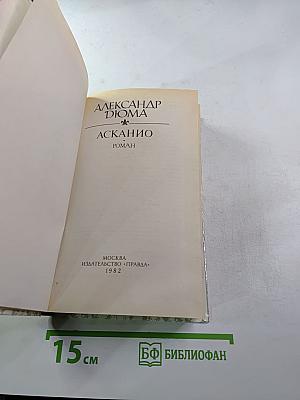 АЛЕКСАНДР
ДЮМА
АСКАНИО
РОМАН
МОСКВА
ИЗДАТЕЛЬСТВО «ПРАВДА»
1982
15 см
БФ БИБЛИОФАН